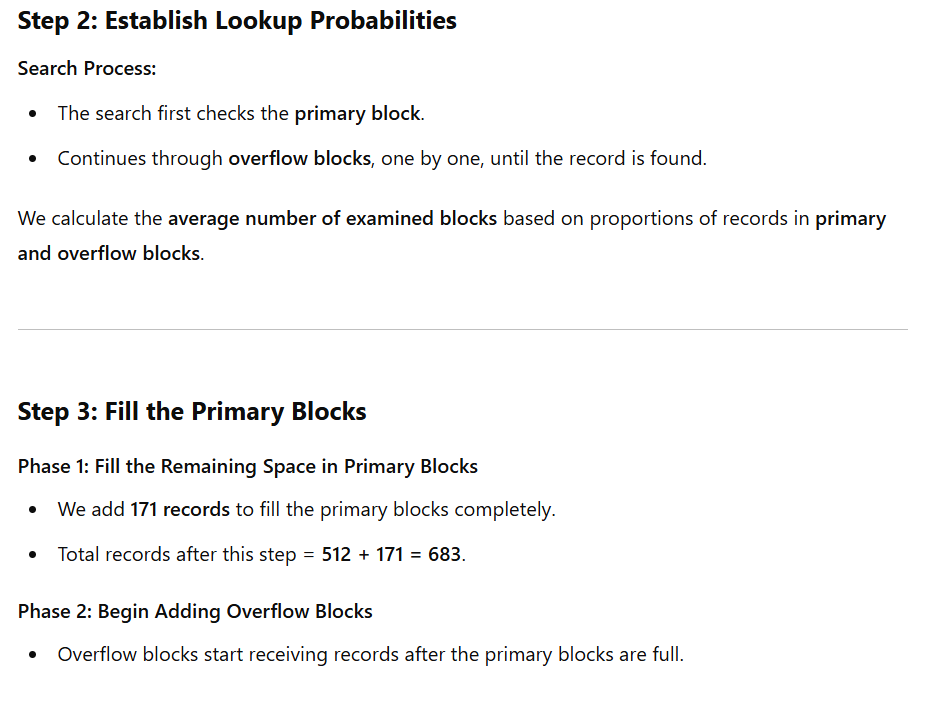 Step 2: Establish Lookup Probabilities
Search Process:
• The search first checks the primary block.
• Continues through overflow blocks, one by one, until the record is found.
We calculate the average number of examined blocks based on proportions of records in primary
and overflow blocks.
Step 3: Fill the Primary Blocks
Phase 1: Fill the Remaining Space in Primary Blocks
• We add 171 records to fill the primary blocks completely.
• Total records after this step = 512 + 171 = 683.
Phase 2: Begin Adding Overflow Blocks
• Overflow blocks start receiving records after the primary blocks are full.